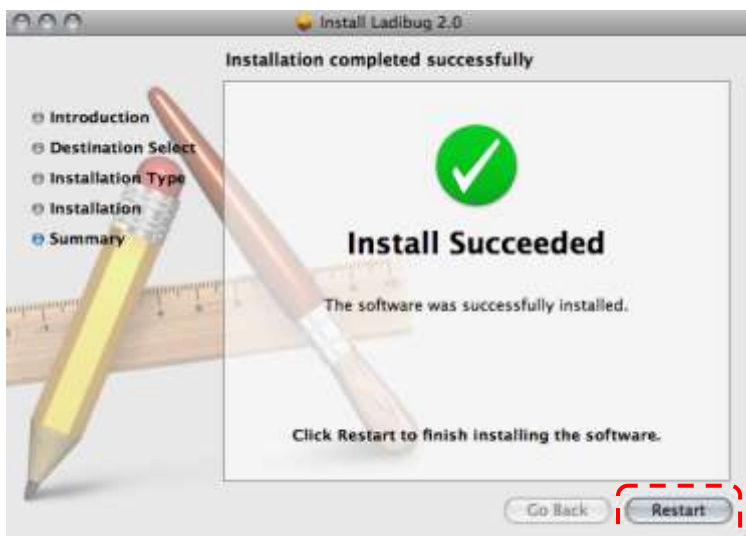 Install Ladibug 2.0
Installation completed successfully
Introduction
Destination Select
Installation Type
Installation
Summary
Install Succeeded
The software was successfully installed.
Click Restart to finish installing the software.
Go Back
Restart